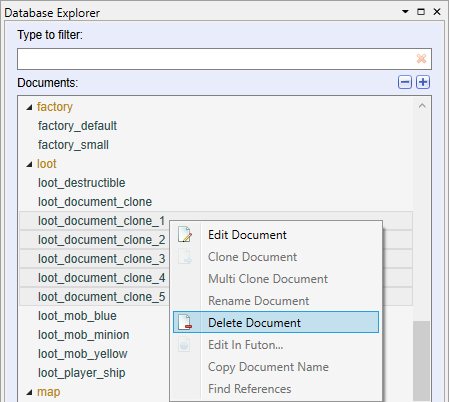 Database Explorer
Type to filter:
Documents:
factory
factory_default
factory_small
loot
loot_destructible
loot_document_clone
loot_document_clone_1
loot_document_clone_2
loot_document_clone_3
loot_document_clone_4
loot_document_clone_5
loot_mob_blue
loot_mob_minion
loot_mob_yellow
loot_player_ship
map
Edit Document
Clone Document
Multi Clone Document
Rename Document
Delete Document
Edit In Futon...
Copy Document Name
Find References